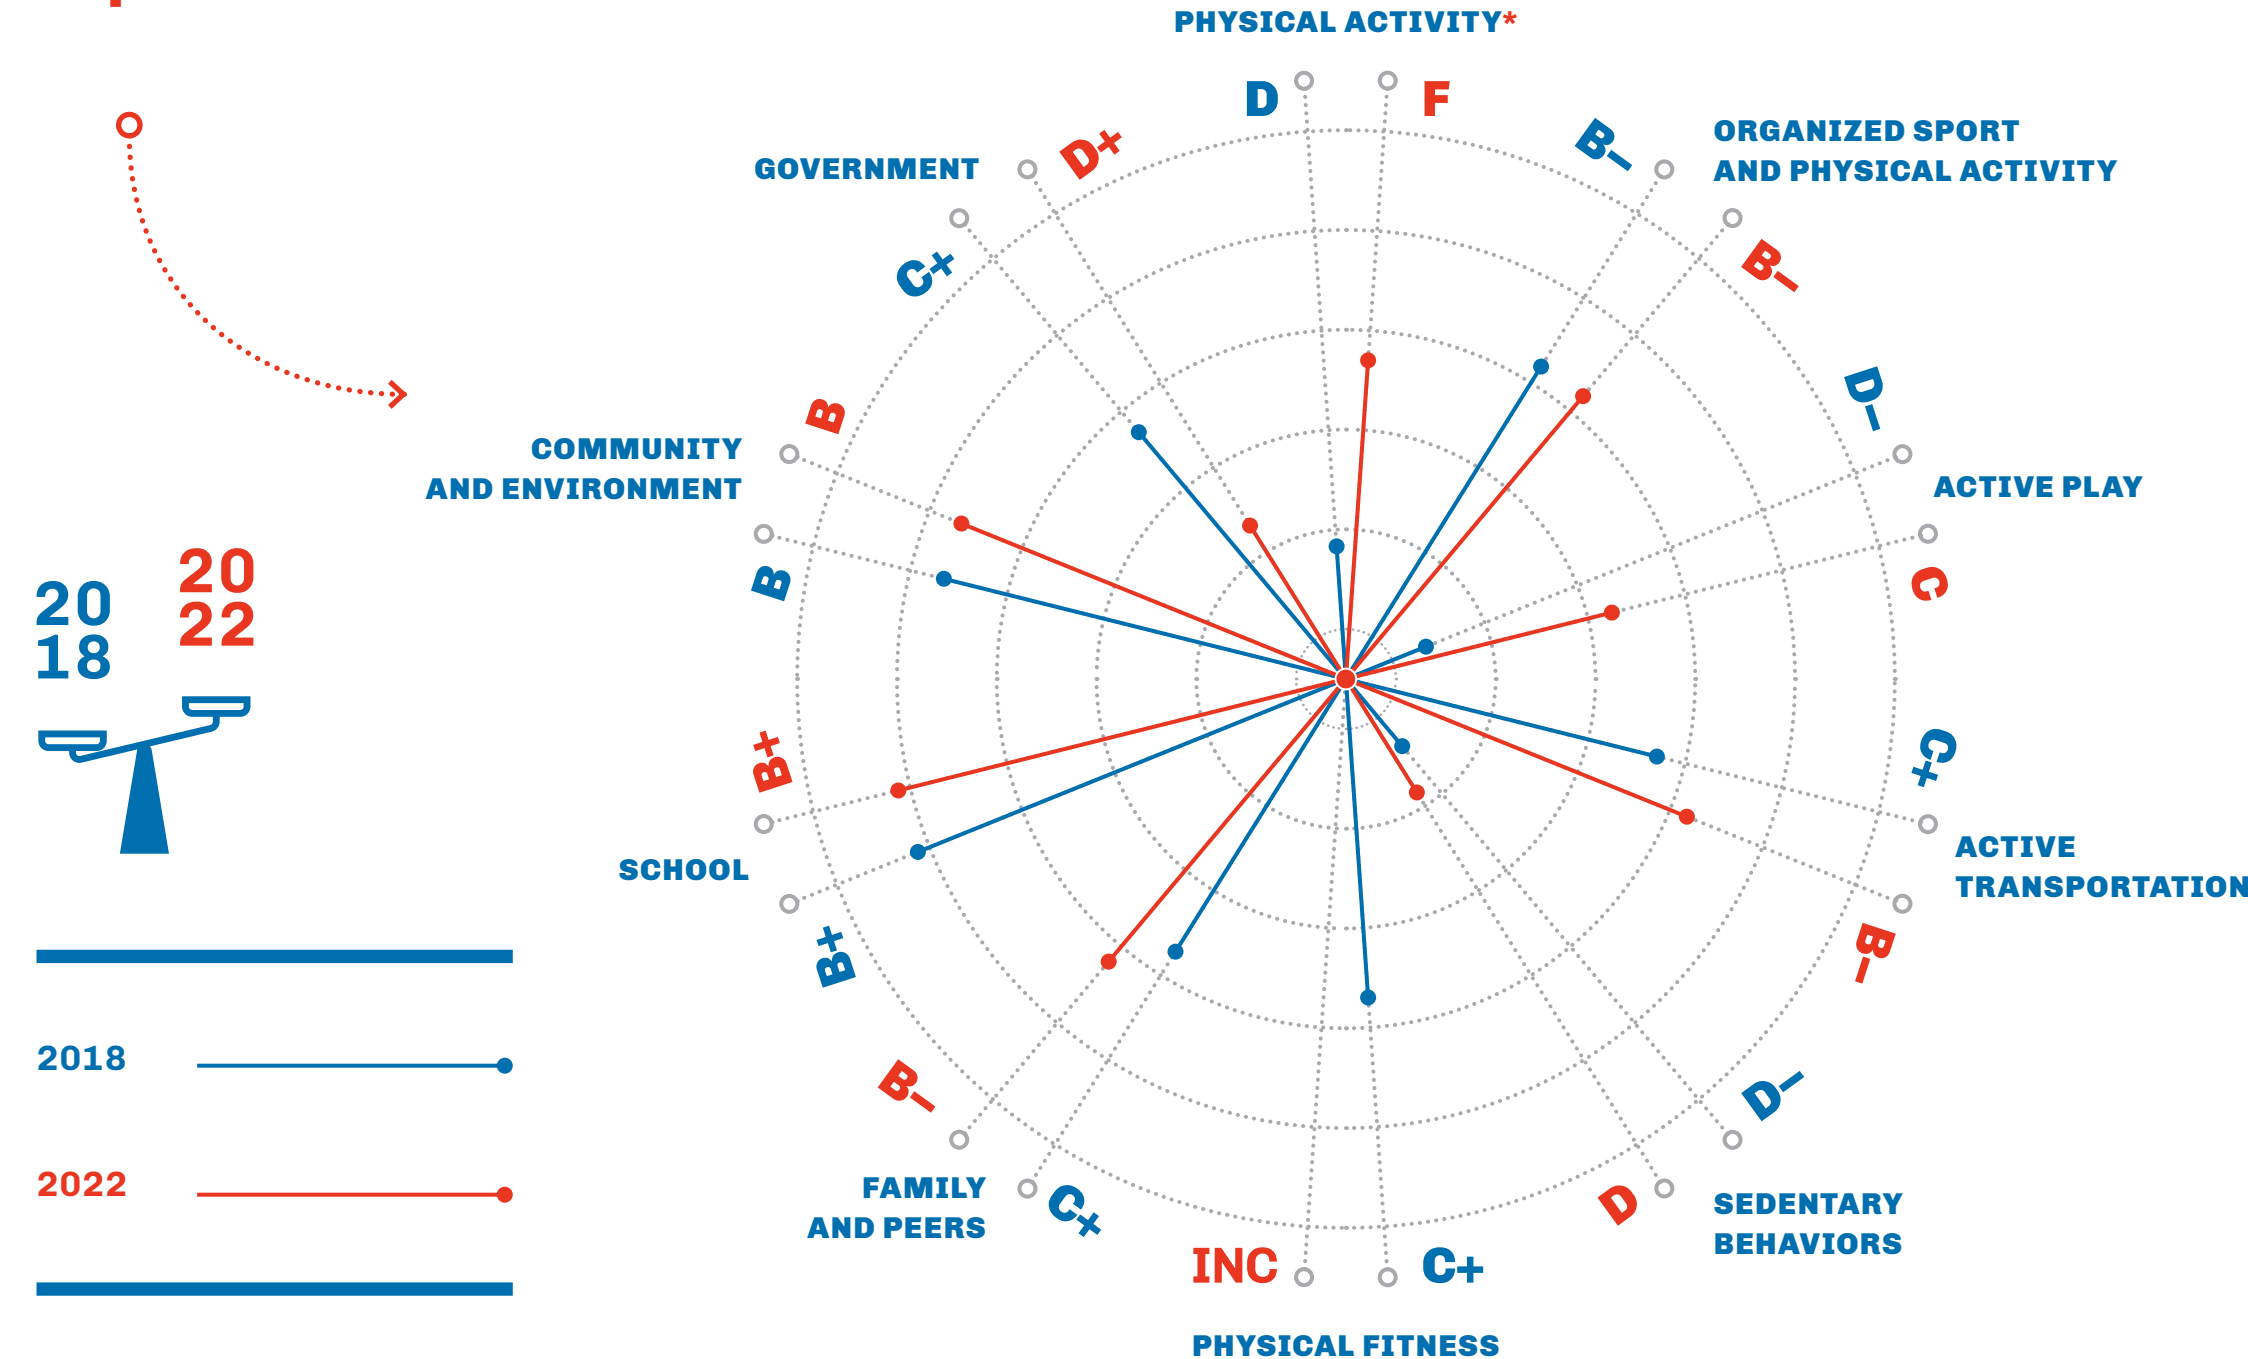 PHYSICAL ACTIVITY*
D
F
B–
ORGANIZED SPORT
AND PHYSICAL ACTIVITY
B–
GOVERNMENT
D+
C+
D–
ACTIVE PLAY
C
B
COMMUNITY
AND ENVIRONMENT
B
20
18
20
22
B+
SCHOOL
B+
C+
ACTIVE
TRANSPORTATION
B–
2018
2022
B–
FAMILY
AND PEERS
C+
INC
C+
PHYSICAL FITNESS
D–
D
SEDENTARY
BEHAVIORS